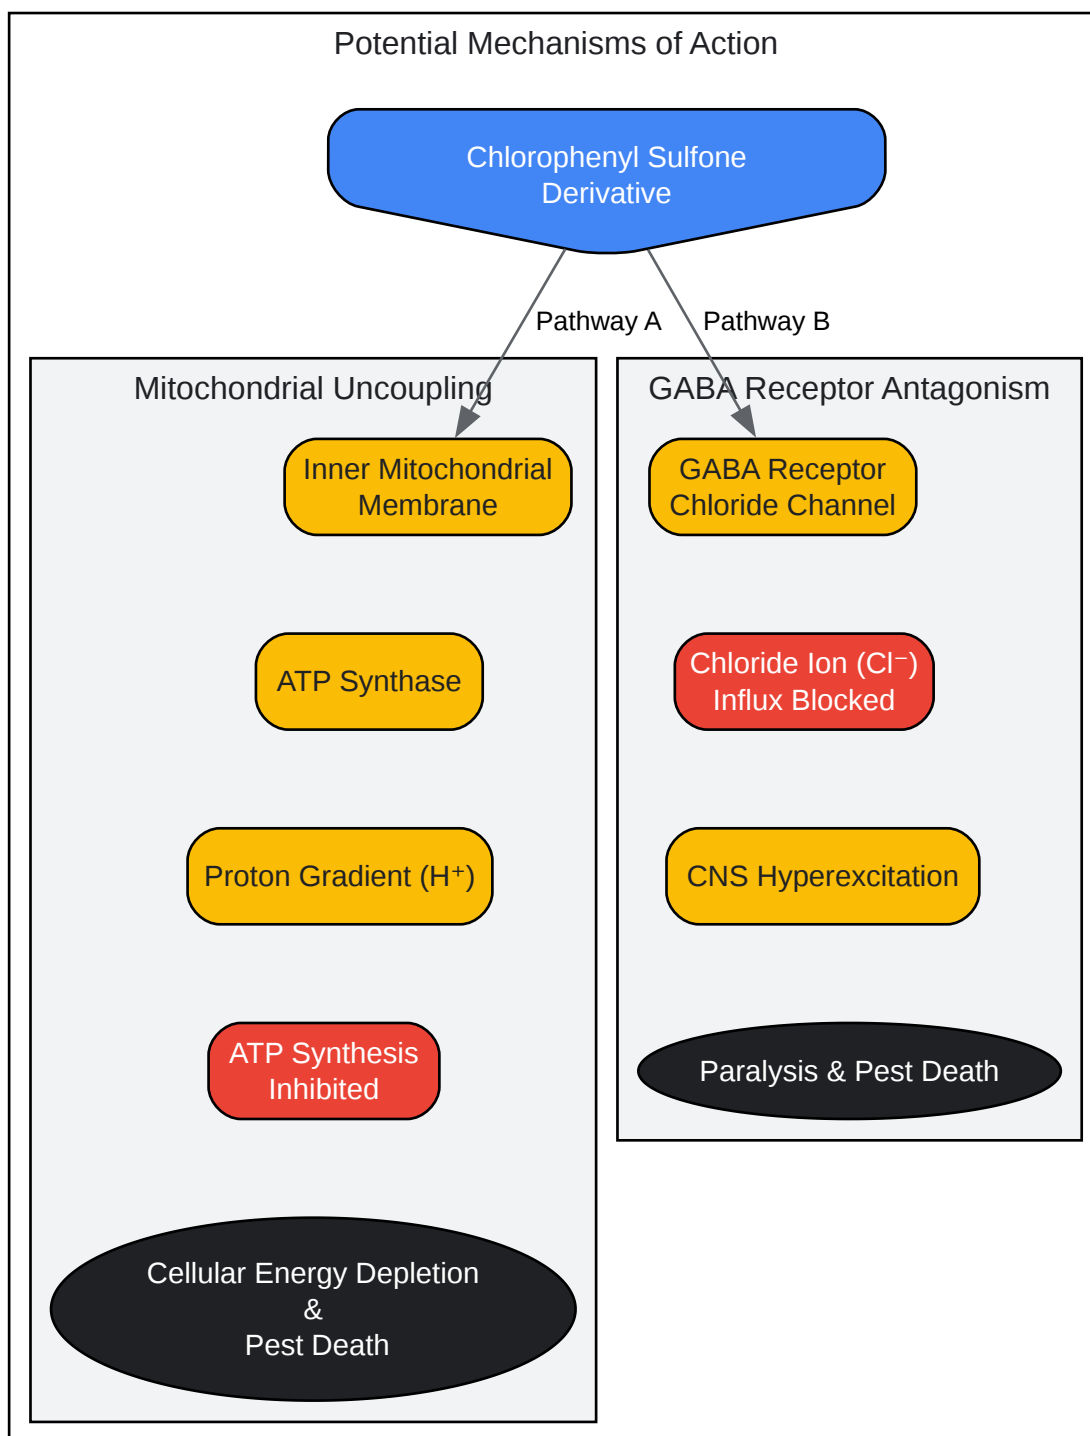 Potential Mechanisms of Action
Chlorophenyl Sulfone
Derivative
Pathway A
Pathway B
Mitochondrial Uncoupling
Inner Mitochondrial
Membrane
ATP Synthase
Proton Gradient (H⁺)
ATP Synthesis
Inhibited
Cellular Energy Depletion
&
Pest Death
GABA Receptor Antagonism
GABA Receptor
Chloride Channel
Chloride Ion (Cl⁻)
Influx Blocked
CNS Hyperexcitation
Paralysis & Pest Death